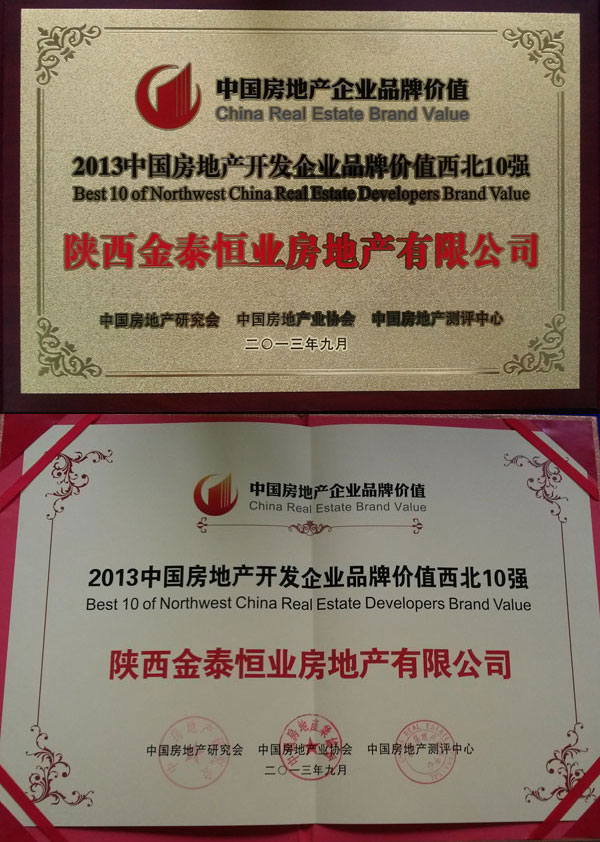 中国房地产企业品牌价值
China Real Estate Brand Value
2013中国房地产开发企业品牌价值西北10强
Best 10 of Northwest China Real Estate Developers Brand Value
陕西金泰恒业房地产有限公司
中国房地产研究会 中国房地产业协会 中国房地产测评中心
二〇一三年九月
中国房地产企业品牌价值
China Real Estate Brand Value
2013中国房地产开发企业品牌价值西北10强
Best 10 of Northwest China Real Estate Developers Brand Value
陕西金泰恒业房地产有限公司
中国房地产研究会 中国房地产业协会 中国房地产测评中心
二〇一三年九月